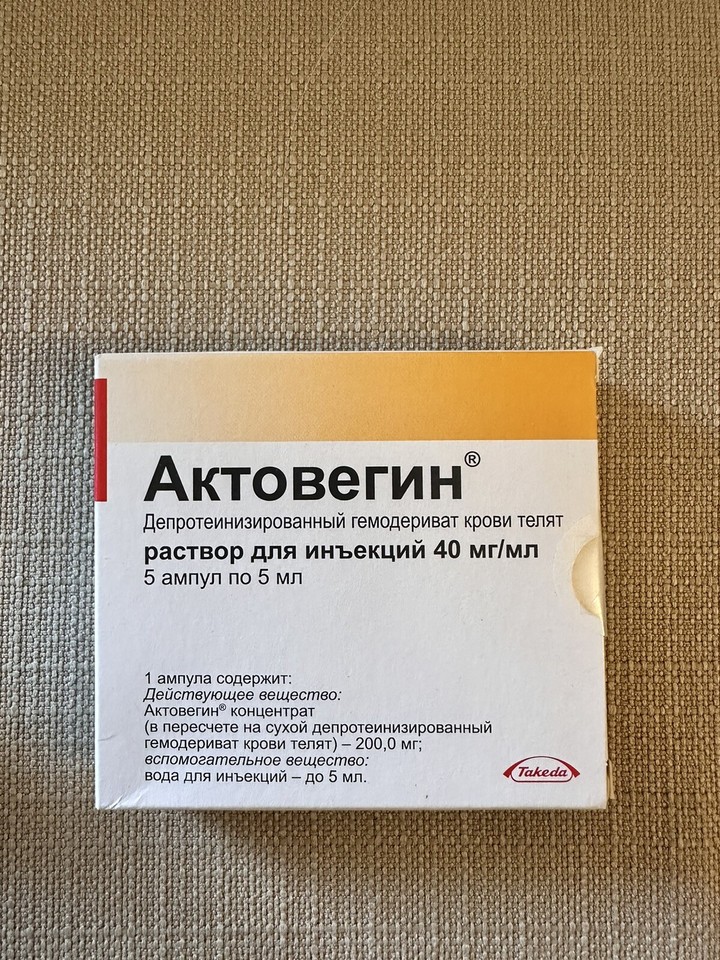 Актовегин®
Депротеинизированный гемодериват крови телят
раствор для инъекций 40 мг/мл
5 ампул по 5 мл
1 ампула содержит:
Действующее вещество:
Актовегин® концентрат
(в пересчете на сухой депротеинизированный
гемодериват крови телят) – 200,0 мг;
вспомогательное вещество:
вода для инъекций – до 5 мл.
Takeda